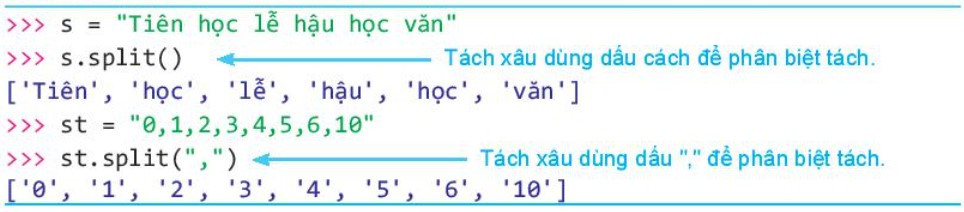 >>> s = "Tiên học lễ hậu học văn"
>>> s.split() Tách xâu dùng dấu cách để phân biệt tách.
['Tiên', 'học', 'lễ', 'hậu', 'học', 'văn']
>>> st = "0,1,2,3,4,5,6,10"
>>> st.split(",") Tách xâu dùng dấu "," để phân biệt tách.
['0', '1', '2', '3', '4', '5', '6', '10']